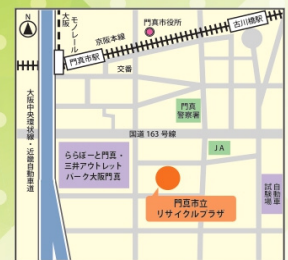 N
大阪モノレール
門真市役所
古川橋駅
京阪本線
門真市駅
交番
門真
警察署
大阪中央環状線・近畿自動車道
国道 163 号線
JA
ららぽーと門真・
三井アウトレット
パーク大阪門真
自動車
試験場
門真市立
リサイクルプラザ